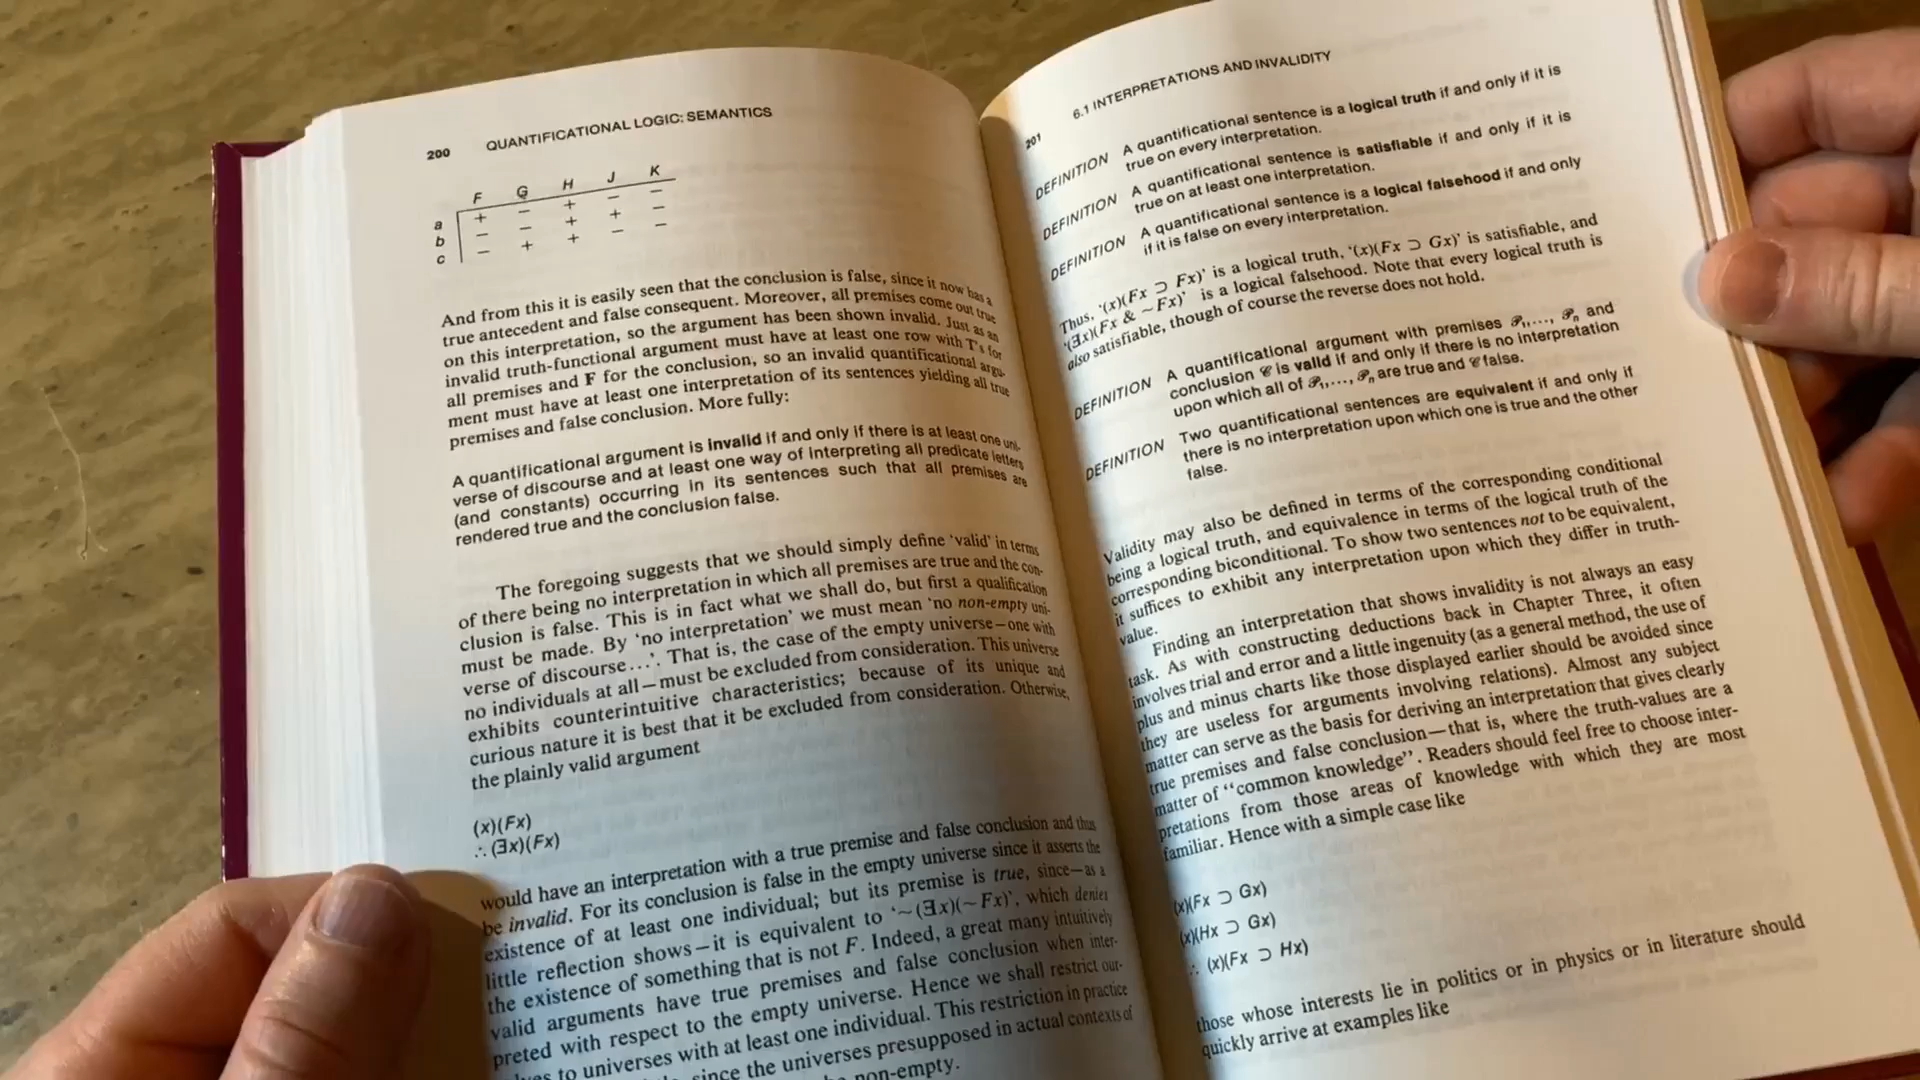 200 QUANTIFICATIONAL LOGIC: SEMANTICS
F G H J K
a + − + − −
b − − + + −
c − + + − −
And from this it is easily seen that the conclusion is false, since it now has a
true antecedent and false consequent. Moreover, all premises come out true
on this interpretation, so the argument has been shown invalid. Just as an
invalid truth-functional argument must have at least one row with T's for
all premises and F for the conclusion, so an invalid quantificational argu-
ment must have at least one interpretation of its sentences yielding all true
premises and false conclusion. More fully:
A quantificational argument is invalid if and only if there is at least one uni-
verse of discourse and at least one way of interpreting all predicate letters
(and constants) occurring in its sentences such that all premises are
rendered true and the conclusion false.
The foregoing suggests that we should simply define 'valid' in terms
of there being no interpretation in which all premises are true and the con-
clusion is false. This is in fact what we shall do, but first a qualification
must be made. By 'no interpretation' we must mean 'no non-empty uni-
verse of discourse...'. That is, the case of the empty universe—one with
no individuals at all—must be excluded from consideration. This universe
exhibits counterintuitive characteristics; because of its unique and
curious nature it is best that it be excluded from consideration. Otherwise,
the plainly valid argument
(x)(Fx)
∴ (∃x)(Fx)
would have an interpretation with a true premise and false conclusion and thus
be invalid. For its conclusion is false in the empty universe since it asserts the
existence of at least one individual; but its premise is true, since—as a
little reflection shows—it is equivalent to '~(∃x)(~Fx)', which denies
the existence of something that is not F. Indeed, a great many intuitively
valid arguments have true premises and false conclusion when inter-
preted with respect to the empty universe. Hence we shall restrict our-
to universes with at least one individual. This restriction in practice
since the universes presupposed in actual contexts of
non-empty.
201 6.1 INTERPRETATIONS AND INVALIDITY
DEFINITION A quantificational sentence is a logical truth if and only if it is
true on every interpretation.
DEFINITION A quantificational sentence is satisfiable if and only if it is
true on at least one interpretation.
DEFINITION A quantificational sentence is a logical falsehood if and only
if it is false on every interpretation.
Thus, '(x)(Fx ⊃ Fx)' is a logical truth, '(x)(Fx ⊃ Gx)' is satisfiable, and
'(∃x)(Fx & ~Fx)' is a logical falsehood. Note that every logical truth is
also satisfiable, though of course the reverse does not hold.
DEFINITION A quantificational argument with premises 𝒫₁,..., 𝒫ₙ and
conclusion 𝒞 is valid if and only if there is no interpretation
upon which all of 𝒫₁,..., 𝒫ₙ are true and 𝒞 false.
DEFINITION Two quantificational sentences are equivalent if and only if
there is no interpretation upon which one is true and the other
false.
Validity may also be defined in terms of the corresponding conditional
being a logical truth, and equivalence in terms of the logical truth of the
corresponding biconditional. To show two sentences not to be equivalent,
it suffices to exhibit any interpretation upon which they differ in truth-
value.
Finding an interpretation that shows invalidity is not always an easy
task. As with constructing deductions back in Chapter Three, it often
involves trial and error and a little ingenuity (as a general method, the use of
plus and minus charts like those displayed earlier should be avoided since
they are useless for arguments involving relations). Almost any subject
matter can serve as the basis for deriving an interpretation that gives clearly
true premises and false conclusion—that is, where the truth-values are a
matter of "common knowledge". Readers should feel free to choose inter-
pretations from those areas of knowledge with which they are most
familiar. Hence with a simple case like
(x)(Fx ⊃ Gx)
(x)(Hx ⊃ Gx)
∴ (x)(Fx ⊃ Hx)
those whose interests lie in politics or in physics or in literature should
quickly arrive at examples like